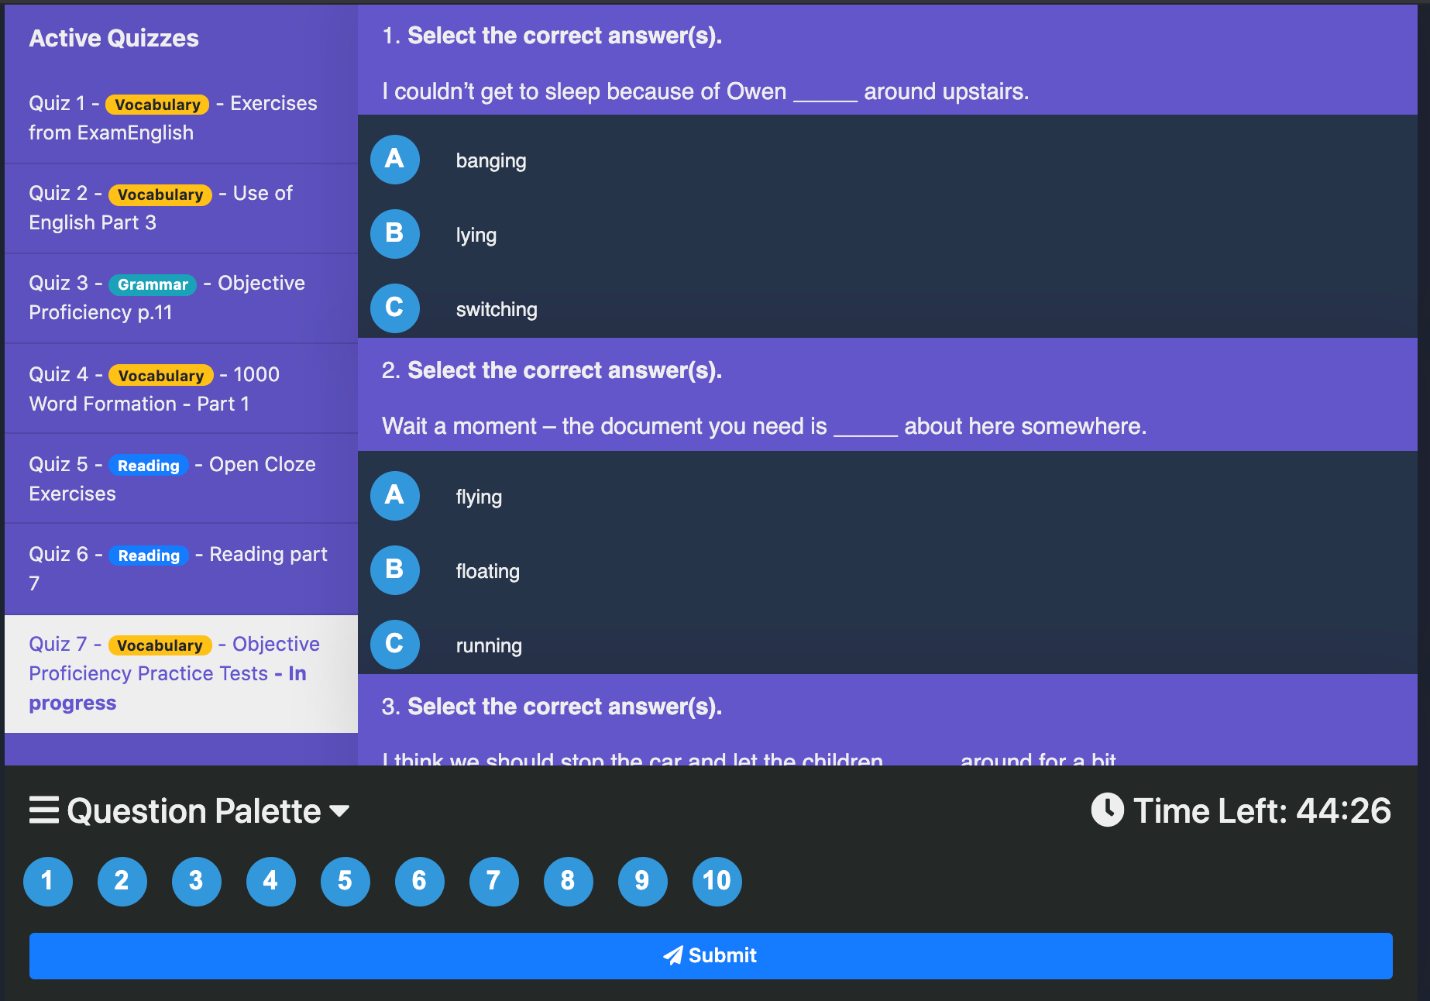 Active Quizzes
Quiz 1 - Vocabulary - Exercises
from ExamEnglish
Quiz 2 - Vocabulary - Use of
English Part 3
Quiz 3 - Grammar - Objective
Proficiency p.11
Quiz 4 - Vocabulary - 1000
Word Formation - Part 1
Quiz 5 - Reading - Open Cloze
Exercises
Quiz 6 - Reading - Reading part
7
Quiz 7 - Vocabulary - Objective
Proficiency Practice Tests - In
progress
1. Select the correct answer(s).
I couldn’t get to sleep because of Owen _____ around upstairs.
A banging
B lying
C switching
2. Select the correct answer(s).
Wait a moment – the document you need is _____ about here somewhere.
A flying
B floating
C running
3. Select the correct answer(s).
I think we should stop the car and let the children _____ around for a bit
Question Palette
Time Left: 44:26
1 2 3 4 5 6 7 8 9 10
Submit